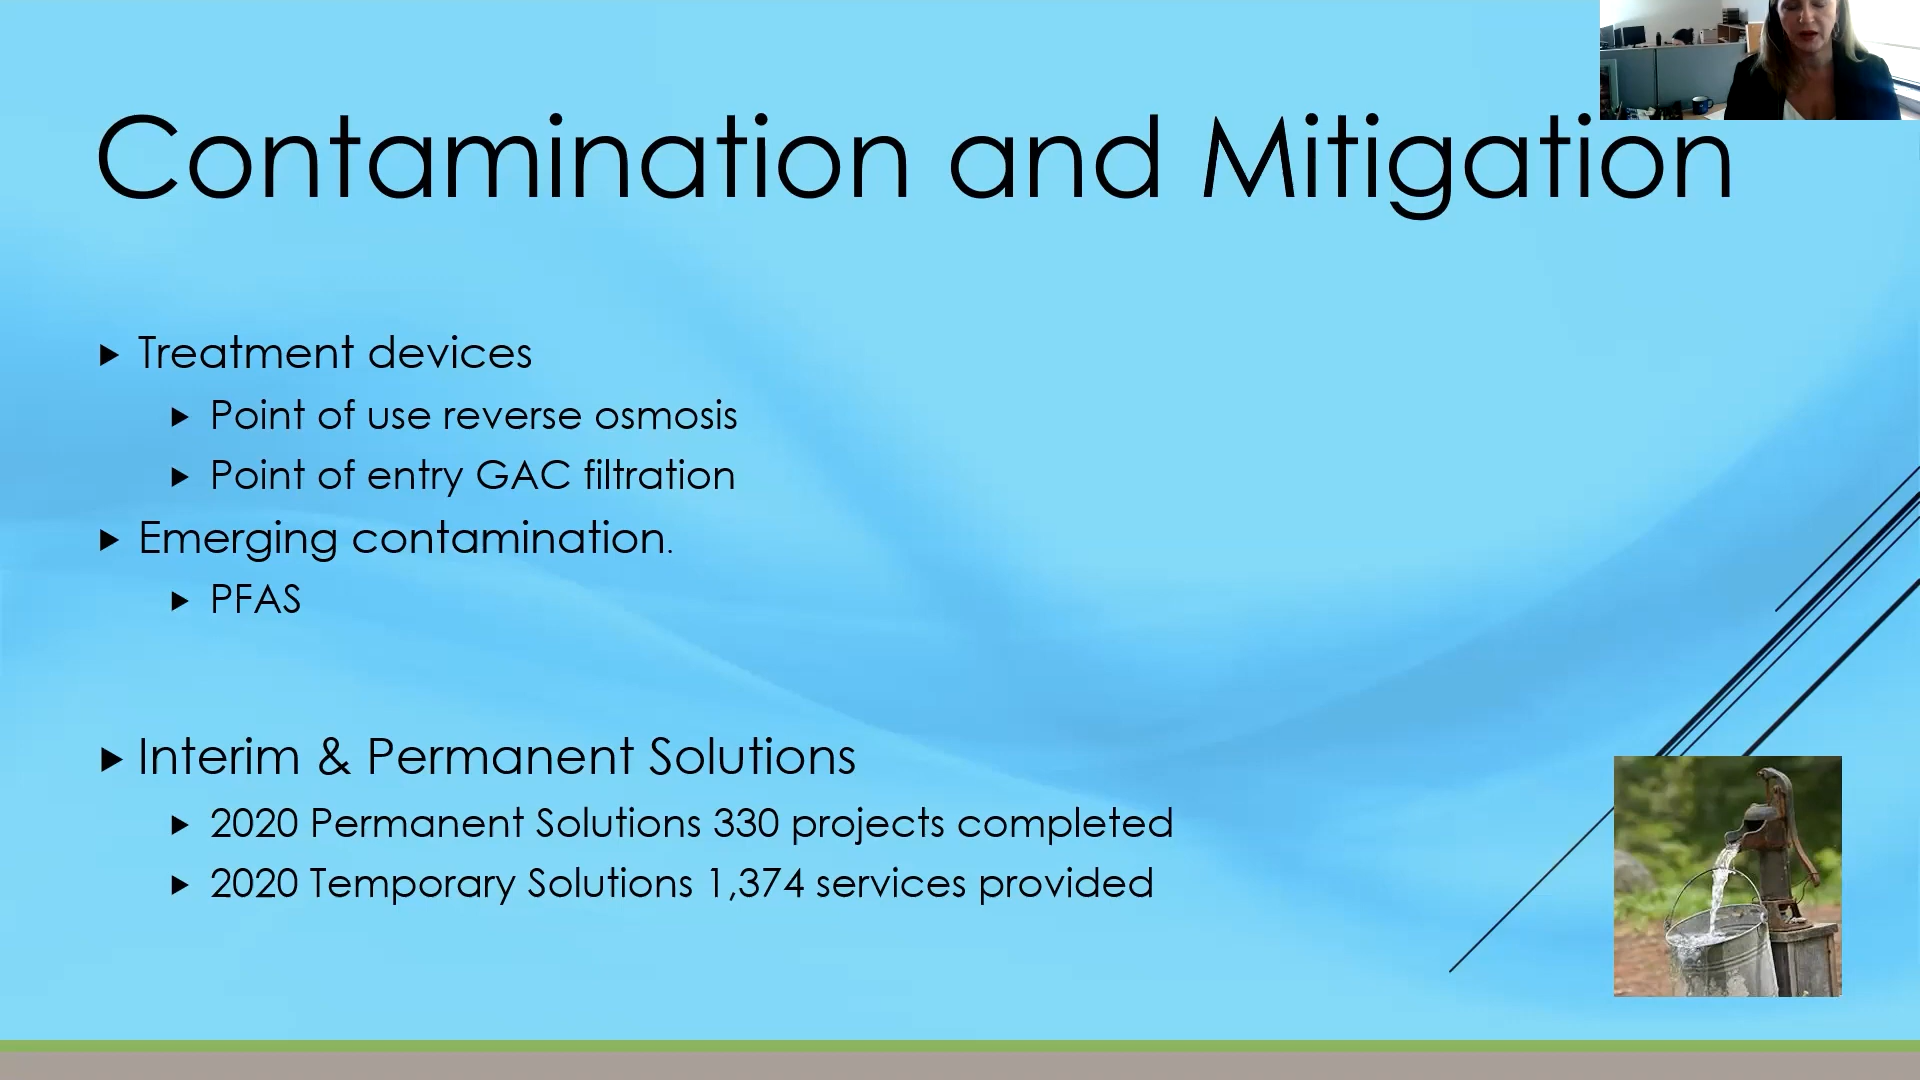 Contamination and Mitigation
Treatment devices
Point of use reverse osmosis
Point of entry GAC filtration
Emerging contamination.
PFAS
Interim & Permanent Solutions
2020 Permanent Solutions 330 projects completed
2020 Temporary Solutions 1,374 services provided